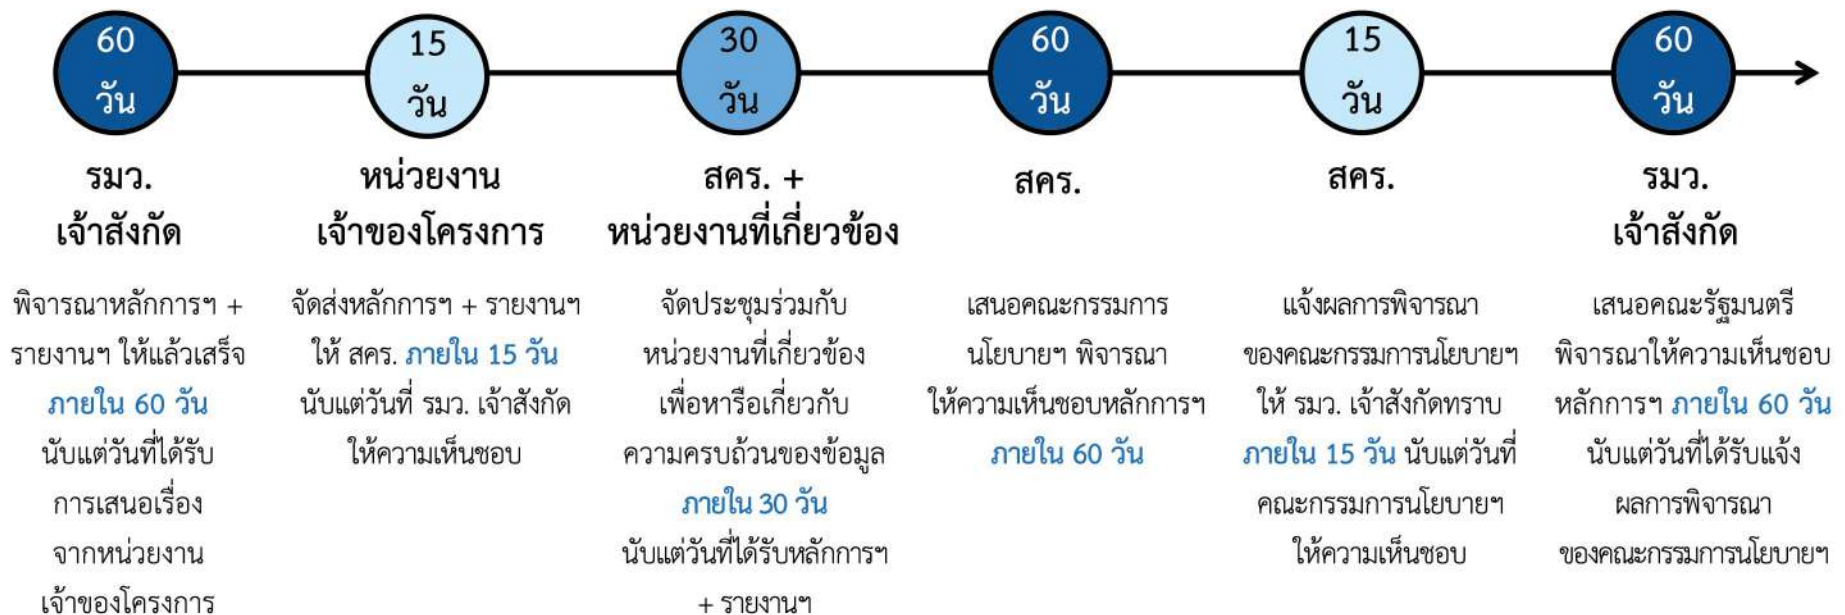 60
วัน
15
วัน
30
วัน
60
วัน
15
วัน
60
วัน
รมว.
เจ้าสังกัด
พิจารณาหลักการฯ +
รายงานฯ ให้แล้วเสร็จ
ภายใน 60 วัน
นับแต่วันที่ได้รับ
การเสนอเรื่อง
จากหน่วยงาน
เจ้าของโครงการ
หน่วยงาน
เจ้าของโครงการ
จัดส่งหลักการฯ + รายงานฯ
ให้ สคร. ภายใน 15 วัน
นับแต่วันที่ รมว. เจ้าสังกัด
ให้ความเห็นชอบ
สคร. +
หน่วยงานที่เกี่ยวข้อง
จัดประชุมร่วมกับ
หน่วยงานที่เกี่ยวข้อง
เพื่อหารือเกี่ยวกับ
ความครบถ้วนของข้อมูล
ภายใน 30 วัน
นับแต่วันที่ได้รับหลักการฯ
+ รายงานฯ
สคร.
เสนอคณะกรรมการ
นโยบายฯ พิจารณา
ให้ความเห็นชอบหลักการฯ
ภายใน 60 วัน
สคร.
แจ้งผลการพิจารณา
ของคณะกรรมการนโยบายฯ
ให้ รมว. เจ้าสังกัดทราบ
ภายใน 15 วัน นับแต่วันที่
คณะกรรมการนโยบายฯ
ให้ความเห็นชอบ
รมว.
เจ้าสังกัด
เสนอคณะรัฐมนตรี
พิจารณาให้ความเห็นชอบ
หลักการฯ ภายใน 60 วัน
นับแต่วันที่ได้รับแจ้ง
ผลการพิจารณา
ของคณะกรรมการนโยบายฯ